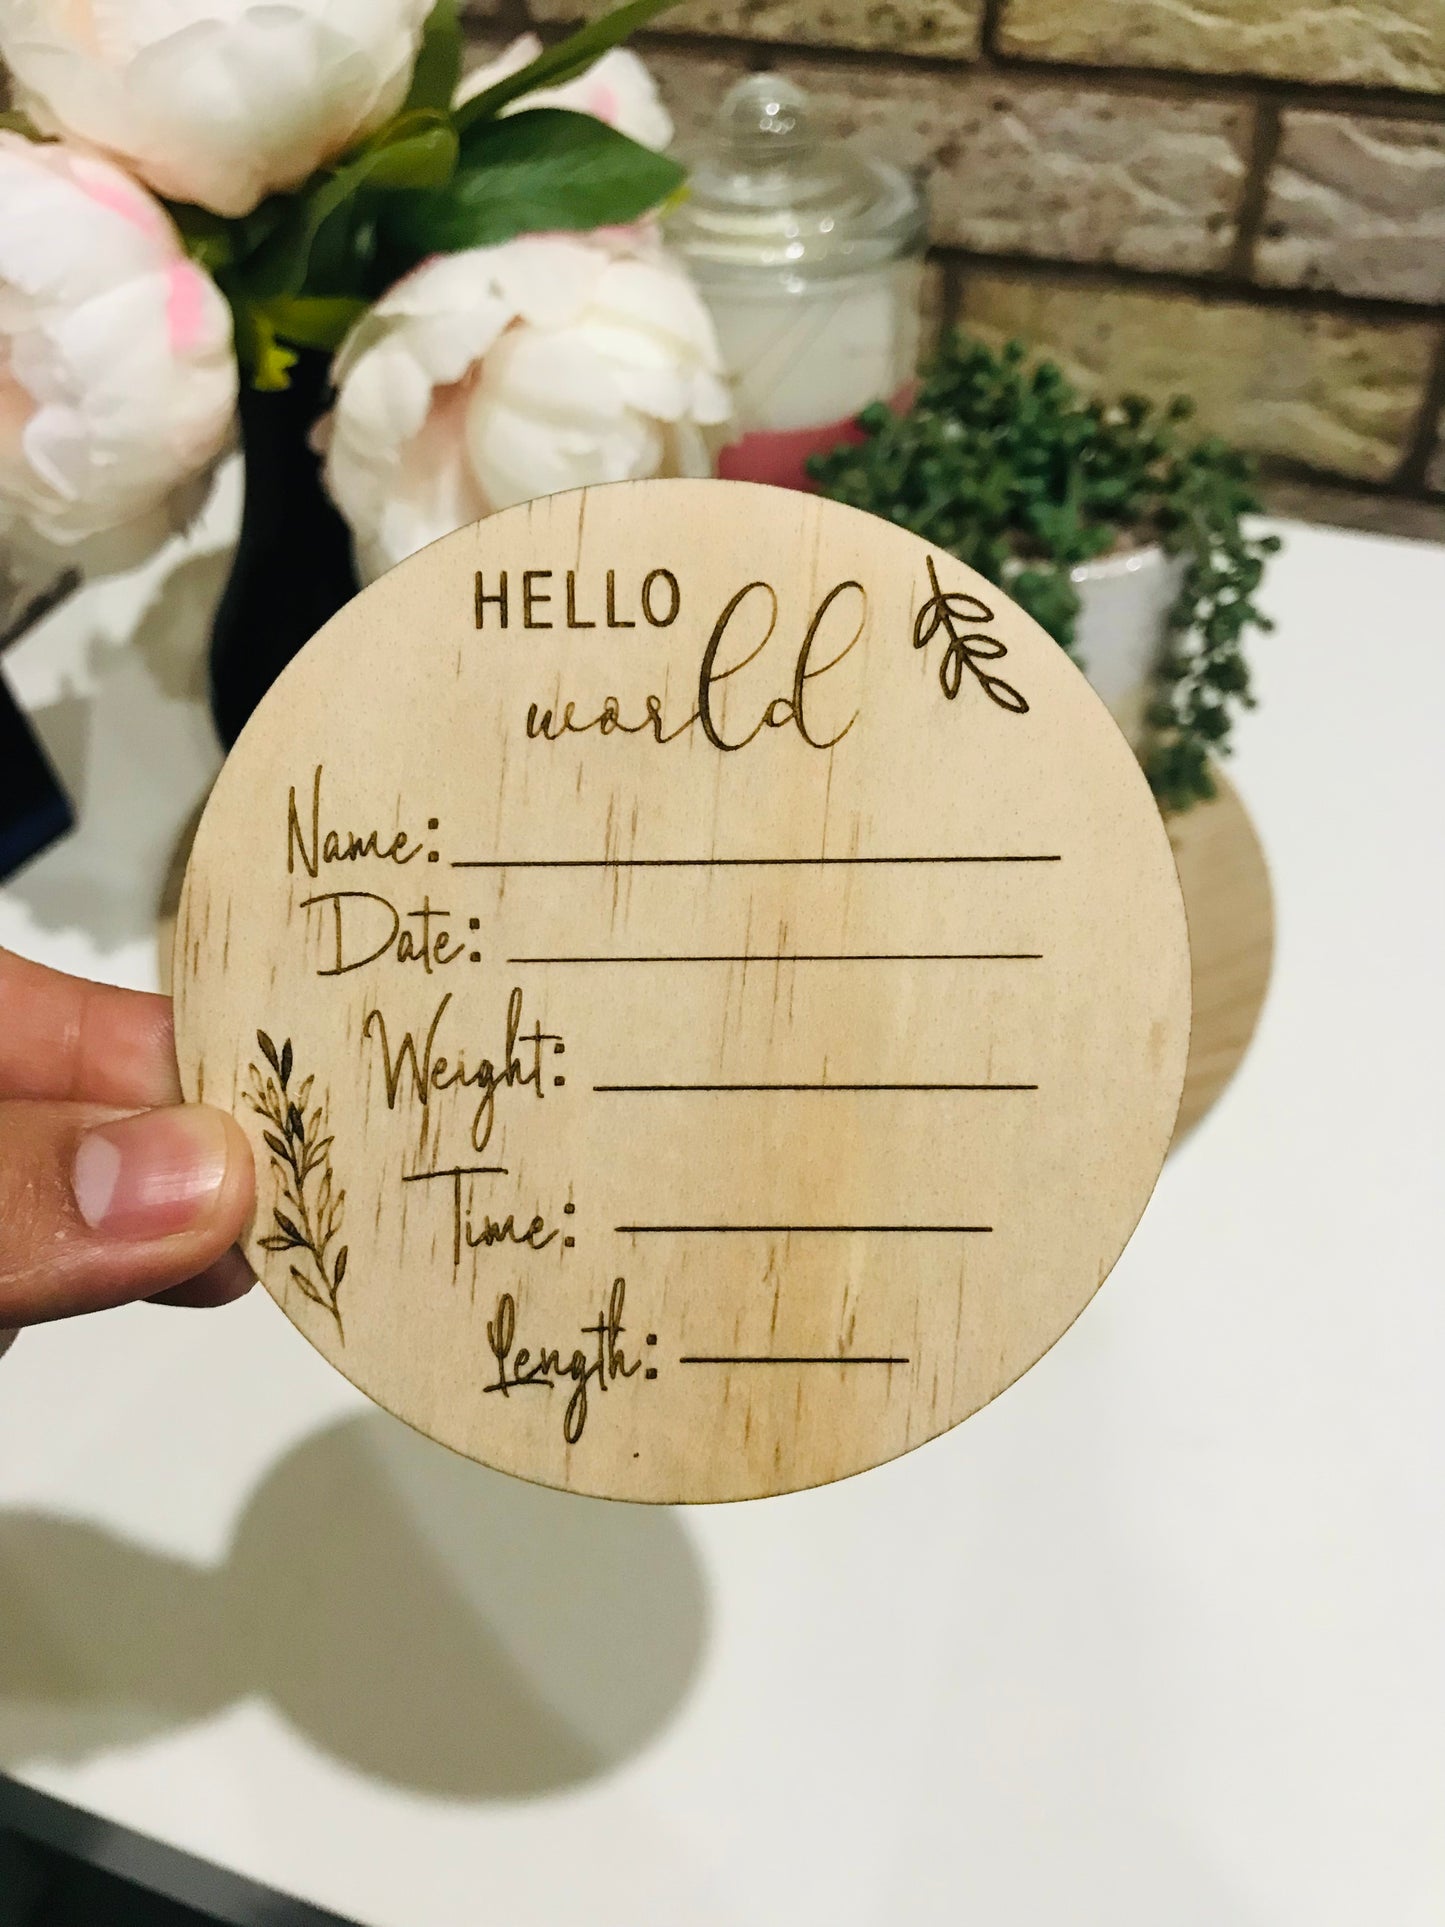 HELLO
world
Name:
Date:
Weight:
Time:
Length: